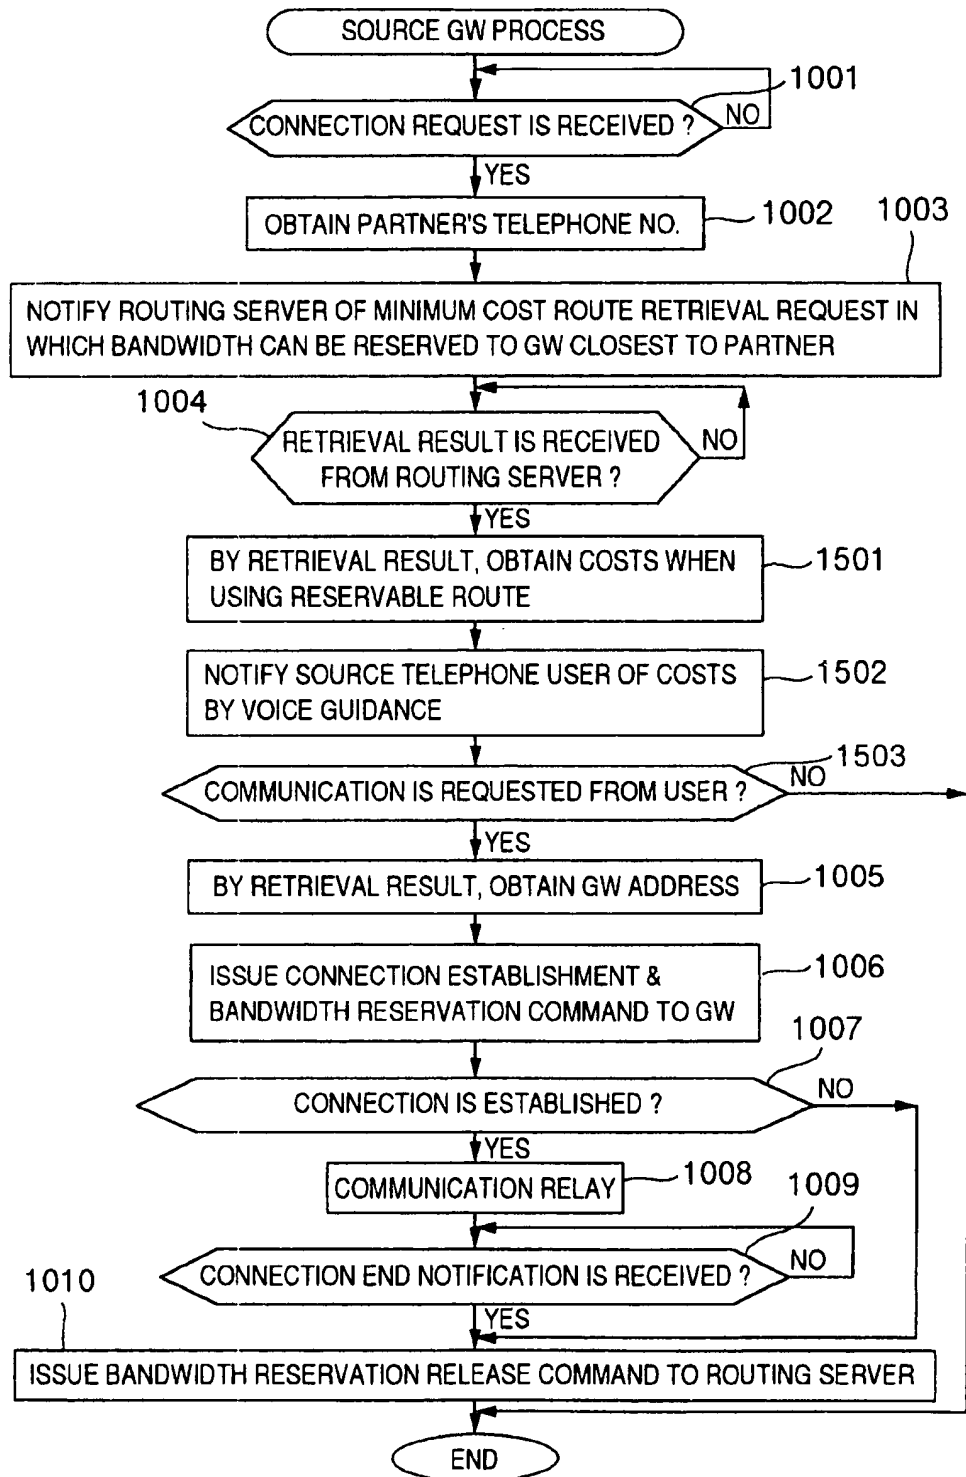 SOURCE GW PROCESS
1001
CONNECTION REQUEST IS RECEIVED ?
NO
YES
OBTAIN PARTNER'S TELEPHONE NO.
1002
1003
NOTIFY ROUTING SERVER OF MINIMUM COST ROUTE RETRIEVAL REQUEST IN
WHICH BANDWIDTH CAN BE RESERVED TO GW CLOSEST TO PARTNER
1004
RETRIEVAL RESULT IS RECEIVED
FROM ROUTING SERVER ?
NO
YES
BY RETRIEVAL RESULT, OBTAIN COSTS WHEN
USING RESERVABLE ROUTE
1501
NOTIFY SOURCE TELEPHONE USER OF COSTS
BY VOICE GUIDANCE
1502
1503
COMMUNICATION IS REQUESTED FROM USER ?
NO
YES
BY RETRIEVAL RESULT, OBTAIN GW ADDRESS
1005
ISSUE CONNECTION ESTABLISHMENT &
BANDWIDTH RESERVATION COMMAND TO GW
1006
1007
CONNECTION IS ESTABLISHED ?
NO
YES
COMMUNICATION RELAY
1008
1009
CONNECTION END NOTIFICATION IS RECEIVED ?
NO
1010
YES
ISSUE BANDWIDTH RESERVATION RELEASE COMMAND TO ROUTING SERVER
END